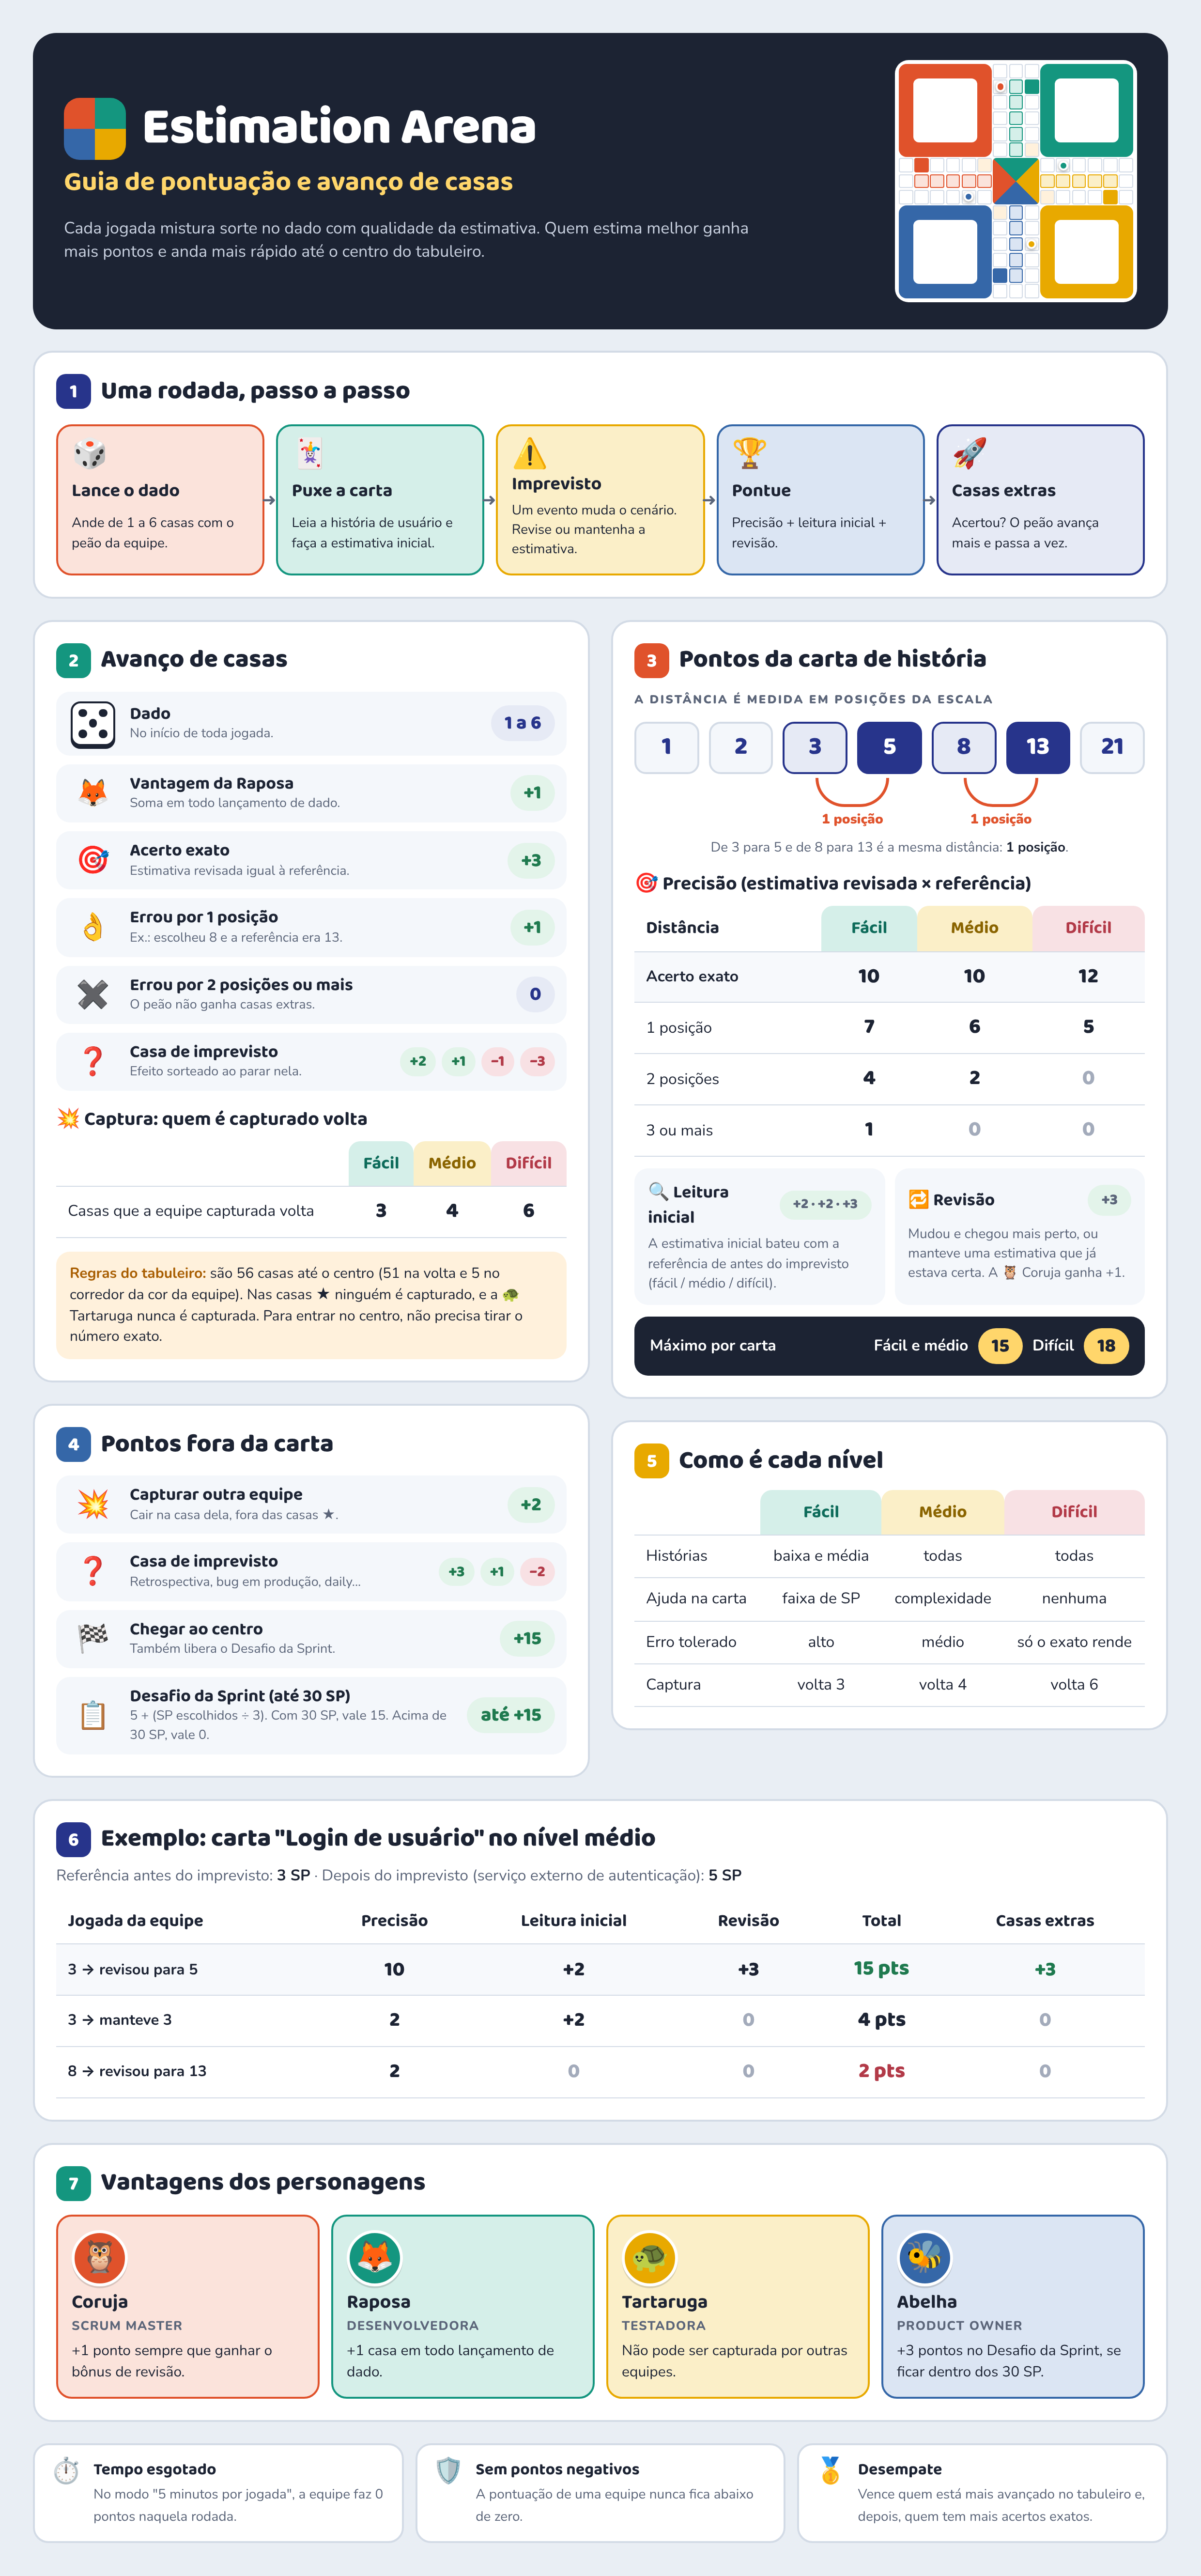 Estimation Arena
Guia de pontuação e avanço de casas
Cada jogada mistura sorte no dado com qualidade da estimativa. Quem estima melhor ganha
mais pontos e anda mais rápido até o centro do tabuleiro.
1 Uma rodada, passo a passo
Lance o dado
Ande de 1 a 6 casas com o
peão da equipe.
→
Puxe a carta
Leia a história de usuário e
faça a estimativa inicial.
→
Imprevisto
Um evento muda o cenário.
Revise ou mantenha a
estimativa.
→
Pontue
Precisão + leitura inicial +
revisão.
→
Casas extras
Acertou? O peão avança
mais e passa a vez.
2 Avanço de casas
Dado
No início de toda jogada.
1 a 6
Vantagem da Raposa
Soma em todo lançamento de dado.
+1
Acerto exato
Estimativa revisada igual à referência.
+3
Errou por 1 posição
Ex.: escolheu 8 e a referência era 13.
+1
Errou por 2 posições ou mais
O peão não ganha casas extras.
0
Casa de imprevisto
Efeito sorteado ao parar nela.
+2 +1 −1 −3
Captura: quem é capturado volta
Fácil Médio Difícil
Casas que a equipe capturada volta 3 4 6
Regras do tabuleiro: são 56 casas até o centro (51 na volta e 5 no
corredor da cor da equipe). Nas casas ★ ninguém é capturado, e a 🐢
Tartaruga nunca é capturada. Para entrar no centro, não precisa tirar o
número exato.
3 Pontos da carta de história
A DISTÂNCIA É MEDIDA EM POSIÇÕES DA ESCALA
1 2 3 5 8 13 21
1 posição 1 posição
De 3 para 5 e de 8 para 13 é a mesma distância: 1 posição.
Precisão (estimativa revisada × referência)
Distância Fácil Médio Difícil
Acerto exato 10 10 12
1 posição 7 6 5
2 posições 4 2 0
3 ou mais 1 0 0
Leitura
inicial
+2 · +2 · +3
A estimativa inicial bateu com a
referência de antes do imprevisto
(fácil / médio / difícil).
Revisão
+3
Mudou e chegou mais perto, ou
manteve uma estimativa que já
estava certa. A 🦉 Coruja ganha +1.
Máximo por carta Fácil e médio 15 Difícil 18
4 Pontos fora da carta
Capturar outra equipe
Cair na casa dela, fora das casas ★.
+2
Casa de imprevisto
Retrospectiva, bug em produção, daily...
+3 +1 −2
Chegar ao centro
Também libera o Desafio da Sprint.
+15
Desafio da Sprint (até 30 SP)
5 + (SP escolhidos ÷ 3). Com 30 SP, vale 15. Acima de
30 SP, vale 0.
até +15
5 Como é cada nível
Fácil Médio Difícil
Histórias baixa e média todas todas
Ajuda na carta faixa de SP complexidade nenhuma
Erro tolerado alto médio só o exato rende
Captura volta 3 volta 4 volta 6
6 Exemplo: carta "Login de usuário" no nível médio
Referência antes do imprevisto: 3 SP · Depois do imprevisto (serviço externo de autenticação): 5 SP
Jogada da equipe Precisão Leitura inicial Revisão Total Casas extras
3 → revisou para 5 10 +2 +3 15 pts +3
3 → manteve 3 2 +2 0 4 pts 0
8 → revisou para 13 2 0 0 2 pts 0
7 Vantagens dos personagens
Coruja
SCRUM MASTER
+1 ponto sempre que ganhar o
bônus de revisão.
Raposa
DESENVOLVEDORA
+1 casa em todo lançamento de
dado.
Tartaruga
TESTADORA
Não pode ser capturada por outras
equipes.
Abelha
PRODUCT OWNER
+3 pontos no Desafio da Sprint, se
ficar dentro dos 30 SP.
Tempo esgotado
No modo "5 minutos por jogada", a equipe faz 0
pontos naquela rodada.
Sem pontos negativos
A pontuação de uma equipe nunca fica abaixo
de zero.
Desempate
Vence quem está mais avançado no tabuleiro e,
depois, quem tem mais acertos exatos.